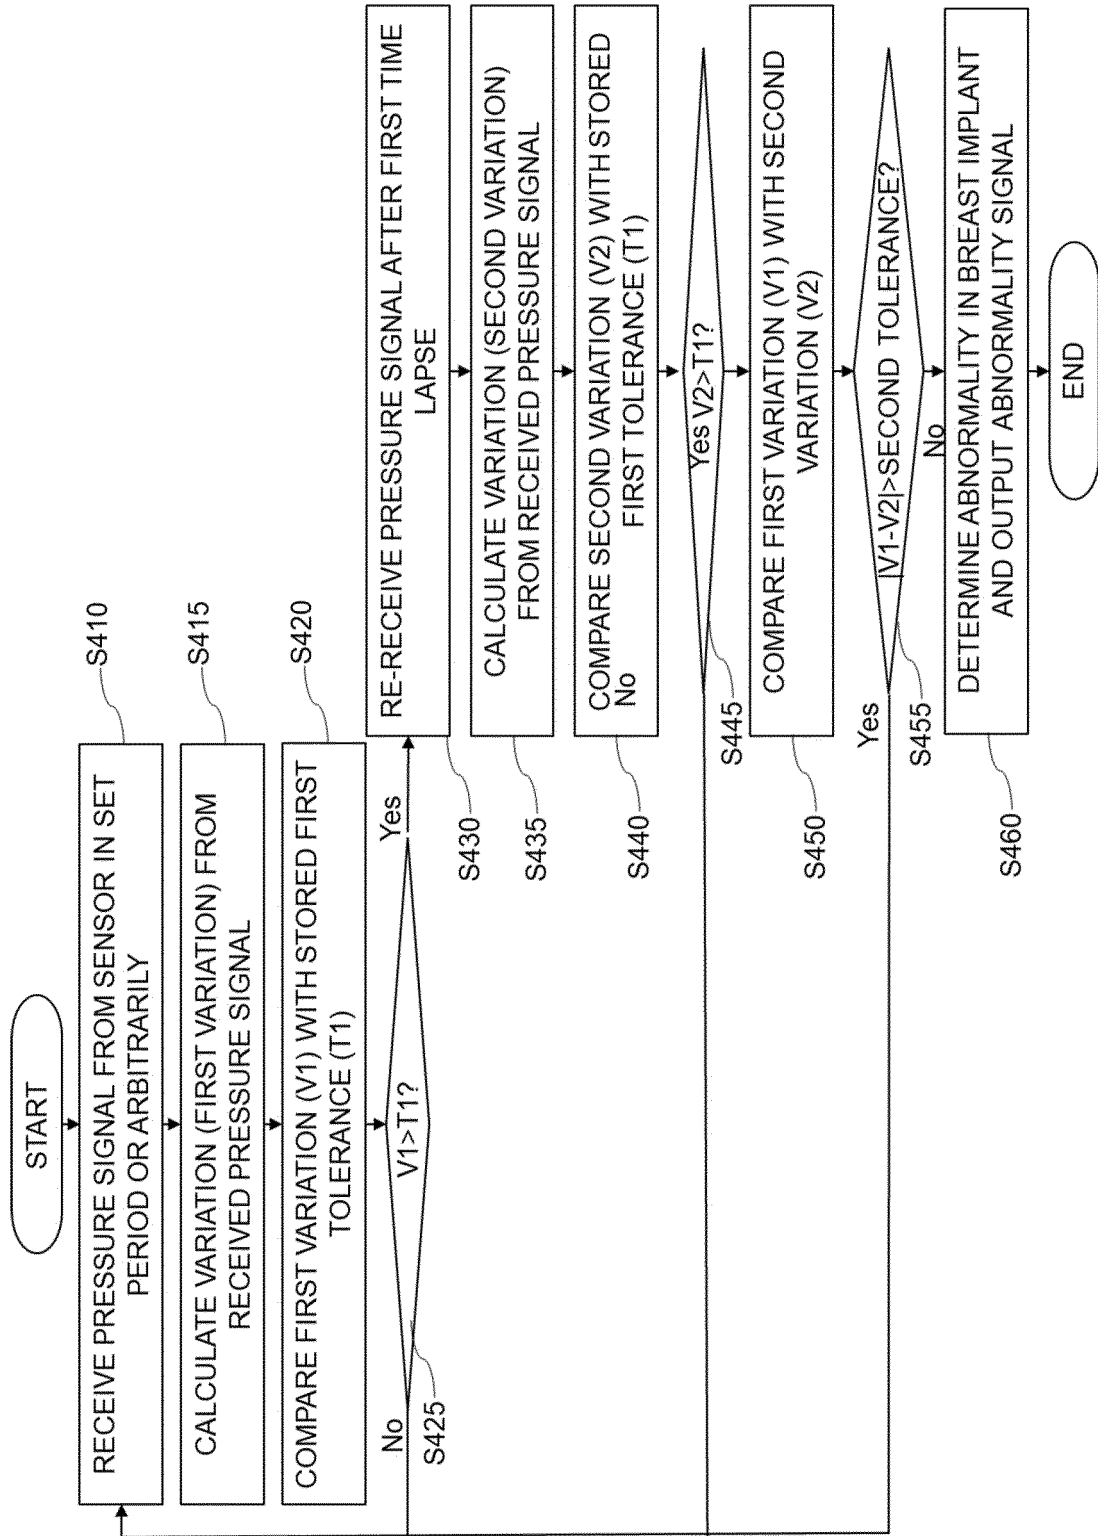 START
RECEIVE PRESSURE SIGNAL FROM SENSOR IN SET
PERIOD OR ARBITRARILY
S410
CALCULATE VARIATION (FIRST VARIATION) FROM
RECEIVED PRESSURE SIGNAL
S415
COMPARE FIRST VARIATION (V1) WITH STORED FIRST
TOLERANCE (T1)
S420
V1>T1?
No
Yes
S425
RE-RECEIVE PRESSURE SIGNAL AFTER FIRST TIME
LAPSE
S430
CALCULATE VARIATION (SECOND VARIATION)
FROM RECEIVED PRESSURE SIGNAL
S435
COMPARE SECOND VARIATION (V2) WITH STORED
FIRST TOLERANCE (T1)
S440
No
Yes V2>T1?
S445
COMPARE FIRST VARIATION (V1) WITH SECOND
VARIATION (V2)
S450
|V1-V2|>SECOND TOLERANCE?
Yes
S455
No
DETERMINE ABNORMALITY IN BREAST IMPLANT
AND OUTPUT ABNORMALITY SIGNAL
S460
END